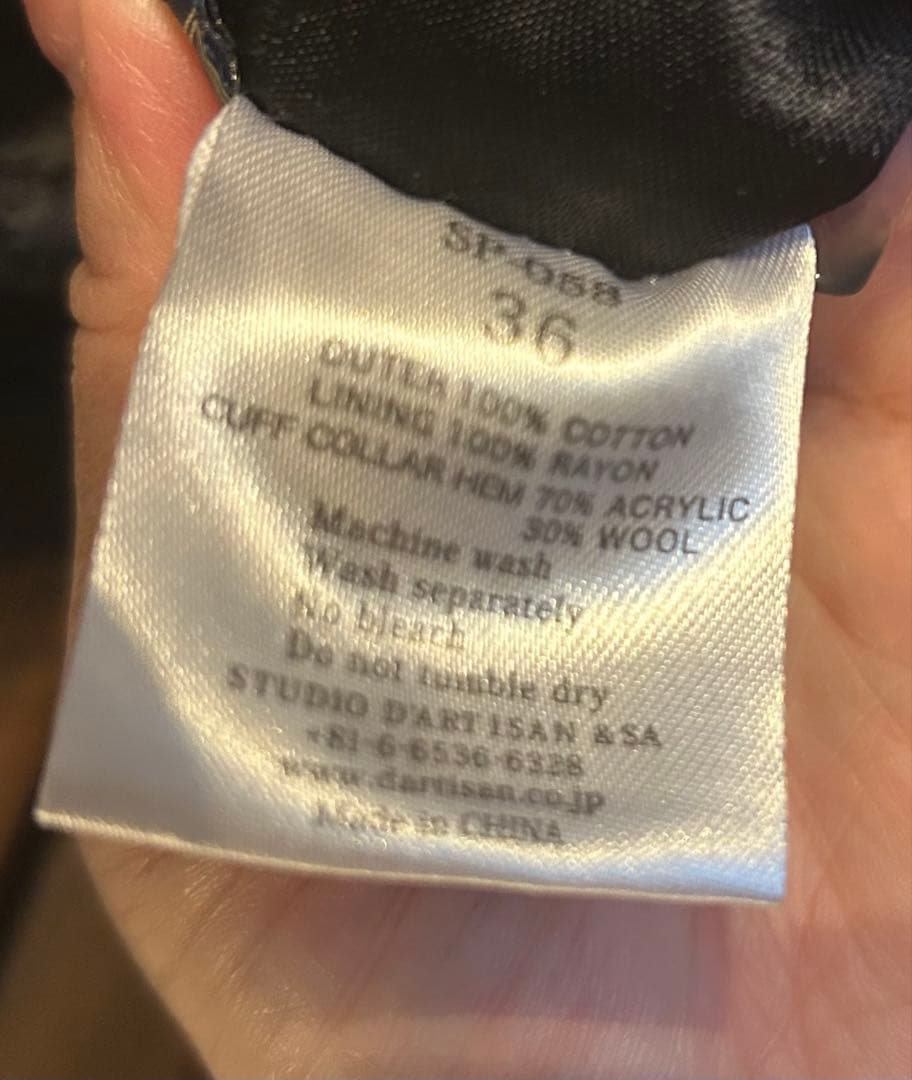 SP-058
36
OUTER 100% COTTON
LINING 100% RAYON
CUFF COLLAR HEM 70% ACRYLIC
30% WOOL
Machine wash
Wash separately
No bleach
Do not tumble dry
STUDIO D'ARTISAN &SA
+81-6-6536-6328
www.dartisan.co.jp
Made in CHINA